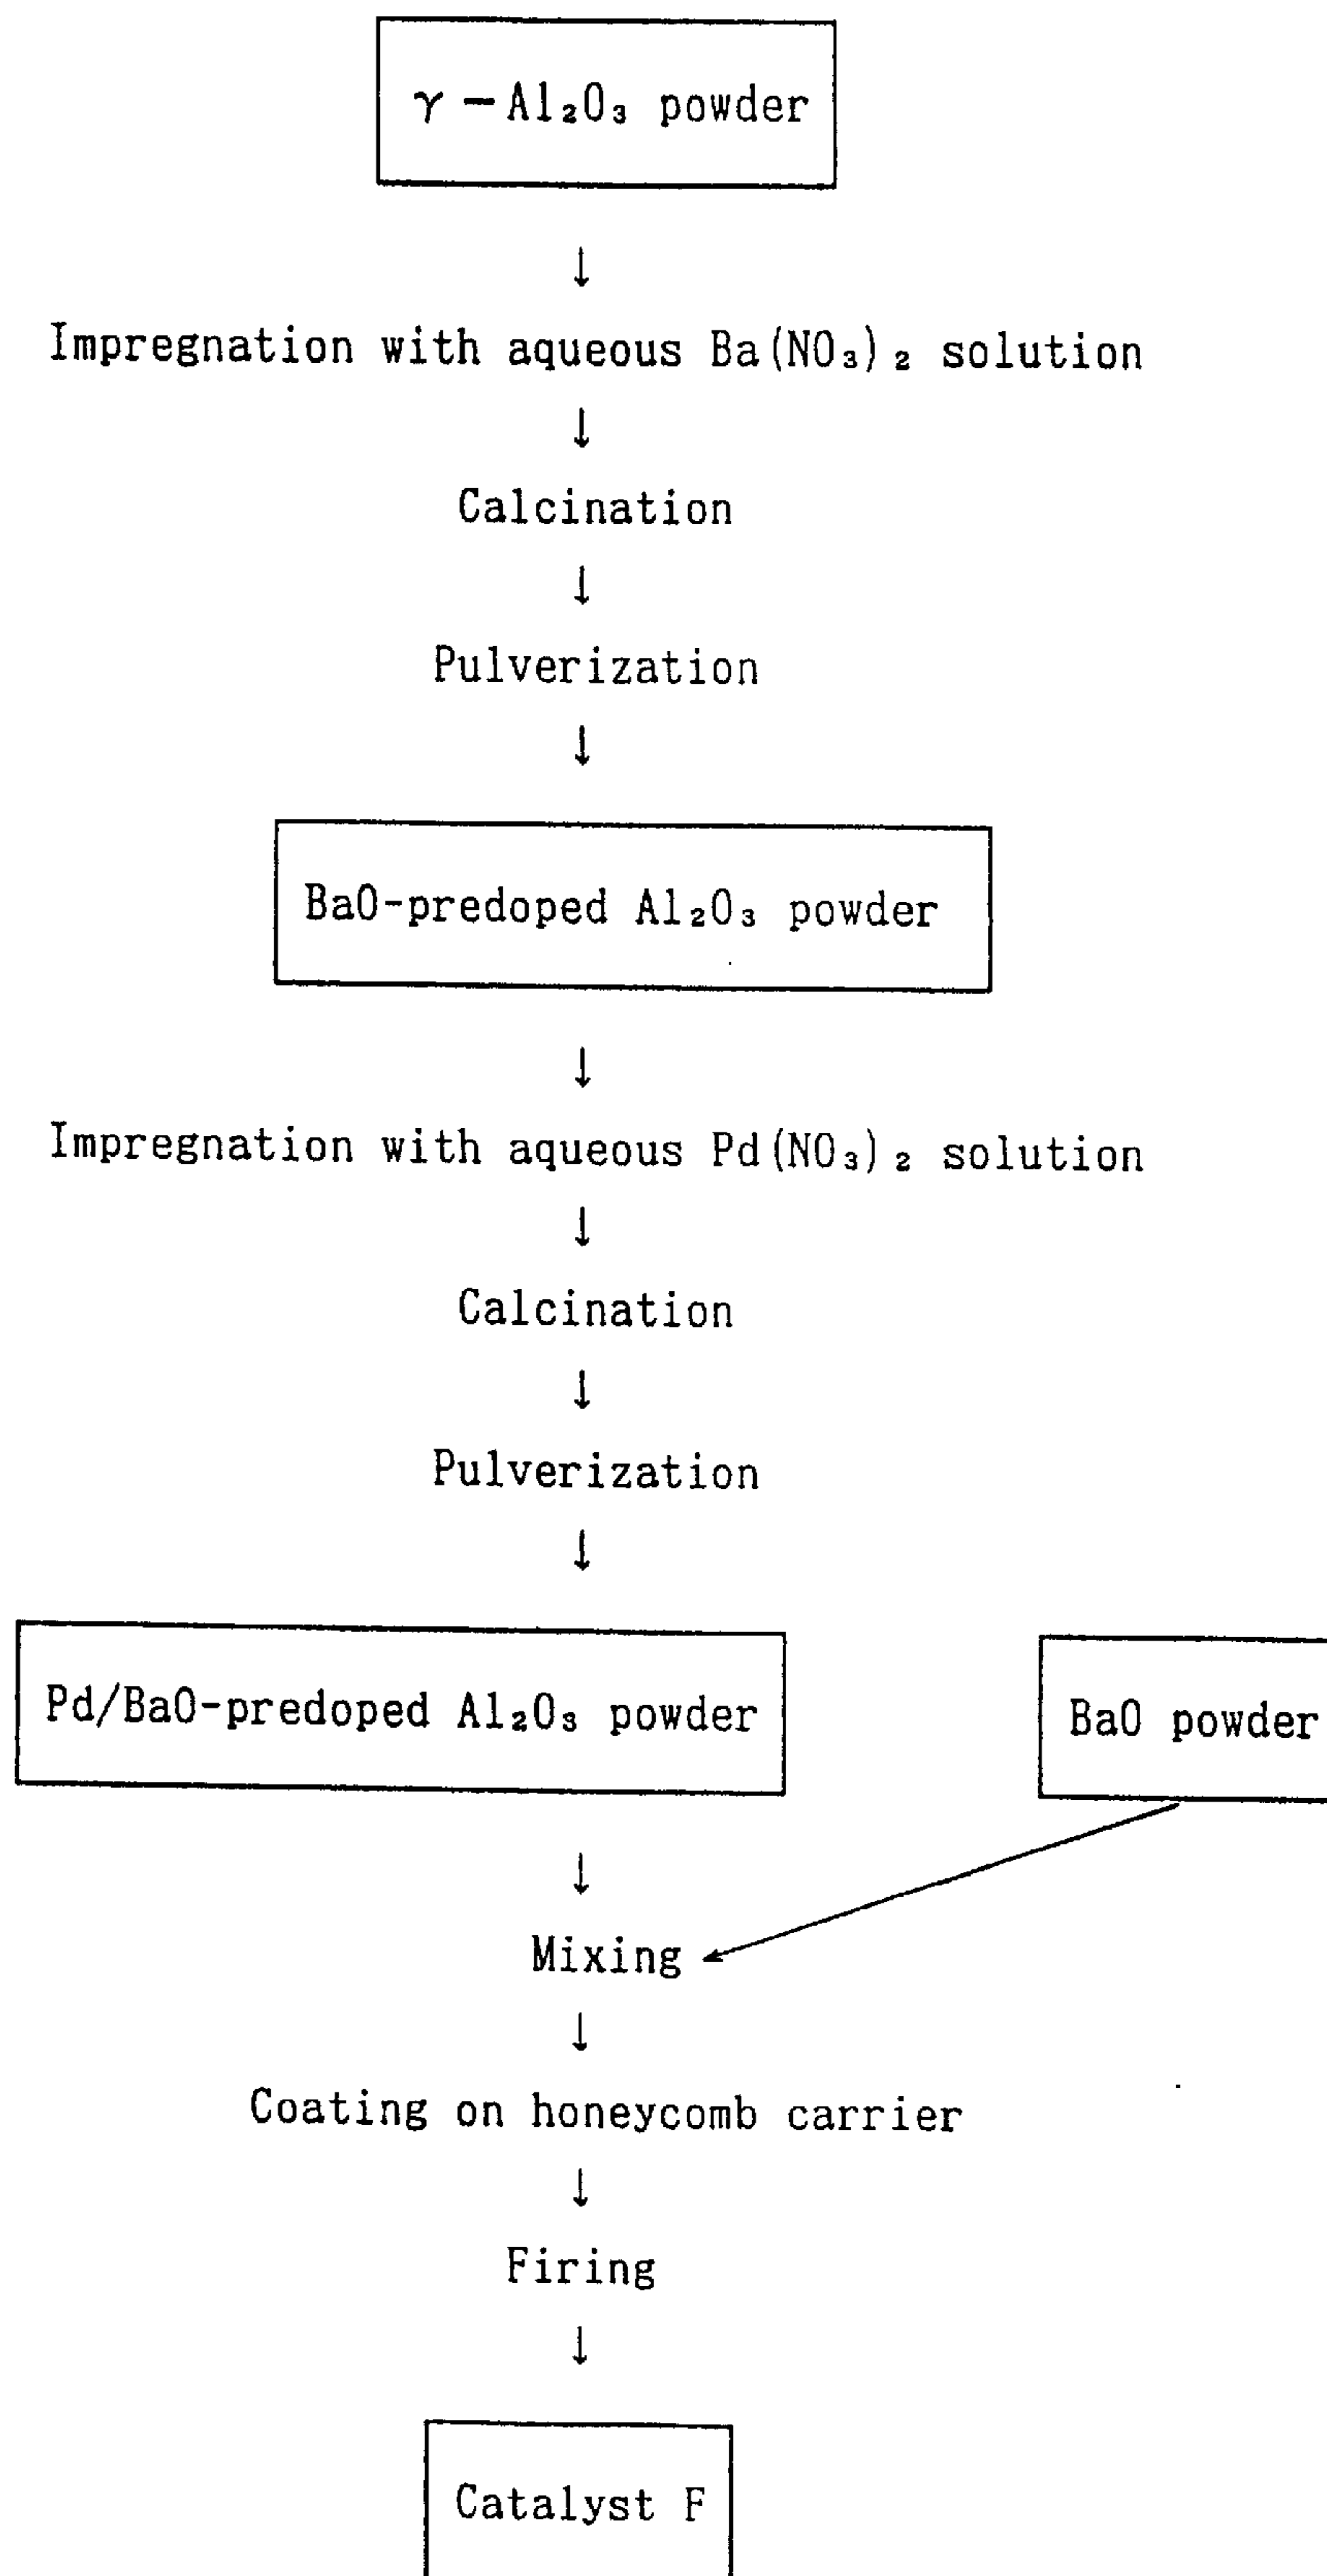 γ－Al₂O₃ powder
↓
Impregnation with aqueous Ba(NO₃)₂ solution
↓
Calcination
↓
Pulverization
↓
BaO-predoped Al₂O₃ powder
↓
Impregnation with aqueous Pd(NO₃)₂ solution
↓
Calcination
↓
Pulverization
↓
Pd/BaO-predoped Al₂O₃ powder
BaO powder
↓
Mixing
↓
Coating on honeycomb carrier
↓
Firing
↓
Catalyst F